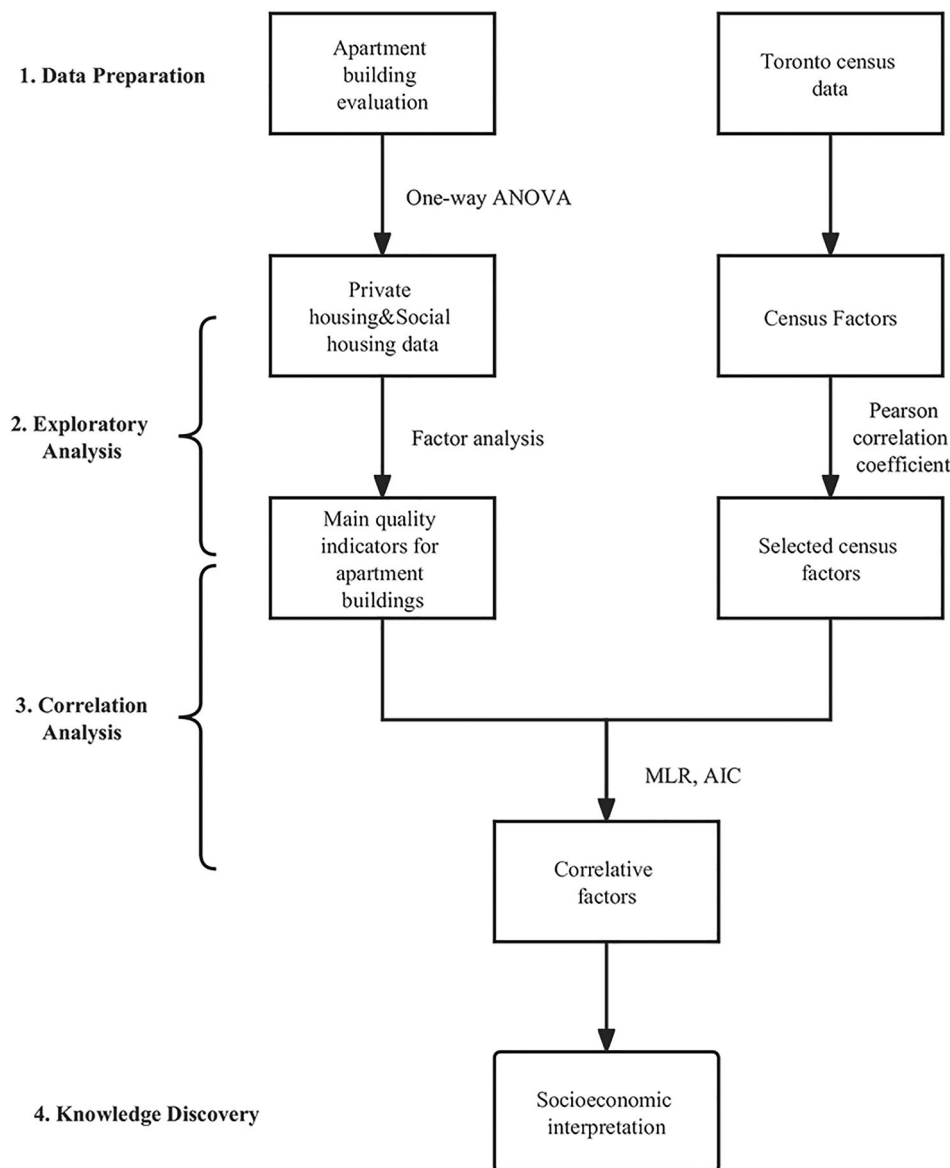 1. Data Preparation
Apartment
building
evaluation
Toronto census
data
One-way ANOVA
Private
housing&Social
housing data
Census Factors
2. Exploratory
Analysis
Factor analysis
Pearson
correlation
coefficient
Main quality
indicators for
apartment
buildings
Selected census
factors
3. Correlation
Analysis
MLR, AIC
Correlative
factors
4. Knowledge Discovery
Socioeconomic
interpretation